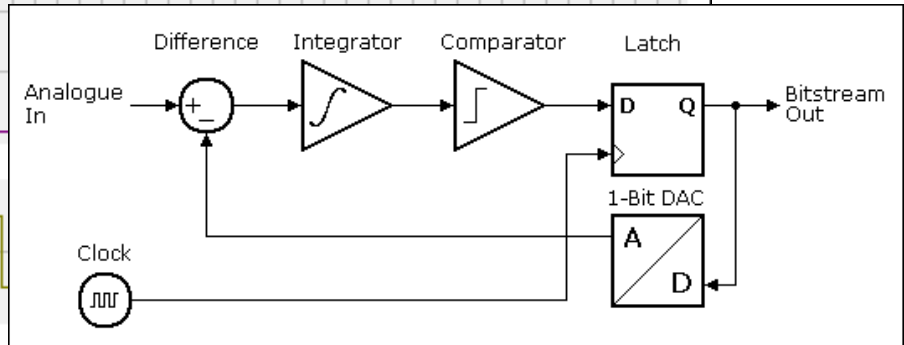 Difference Integrator Comparator Latch
Analogue
In
+
−
D Q
Bitstream
Out
1-Bit DAC
A
D
Clock